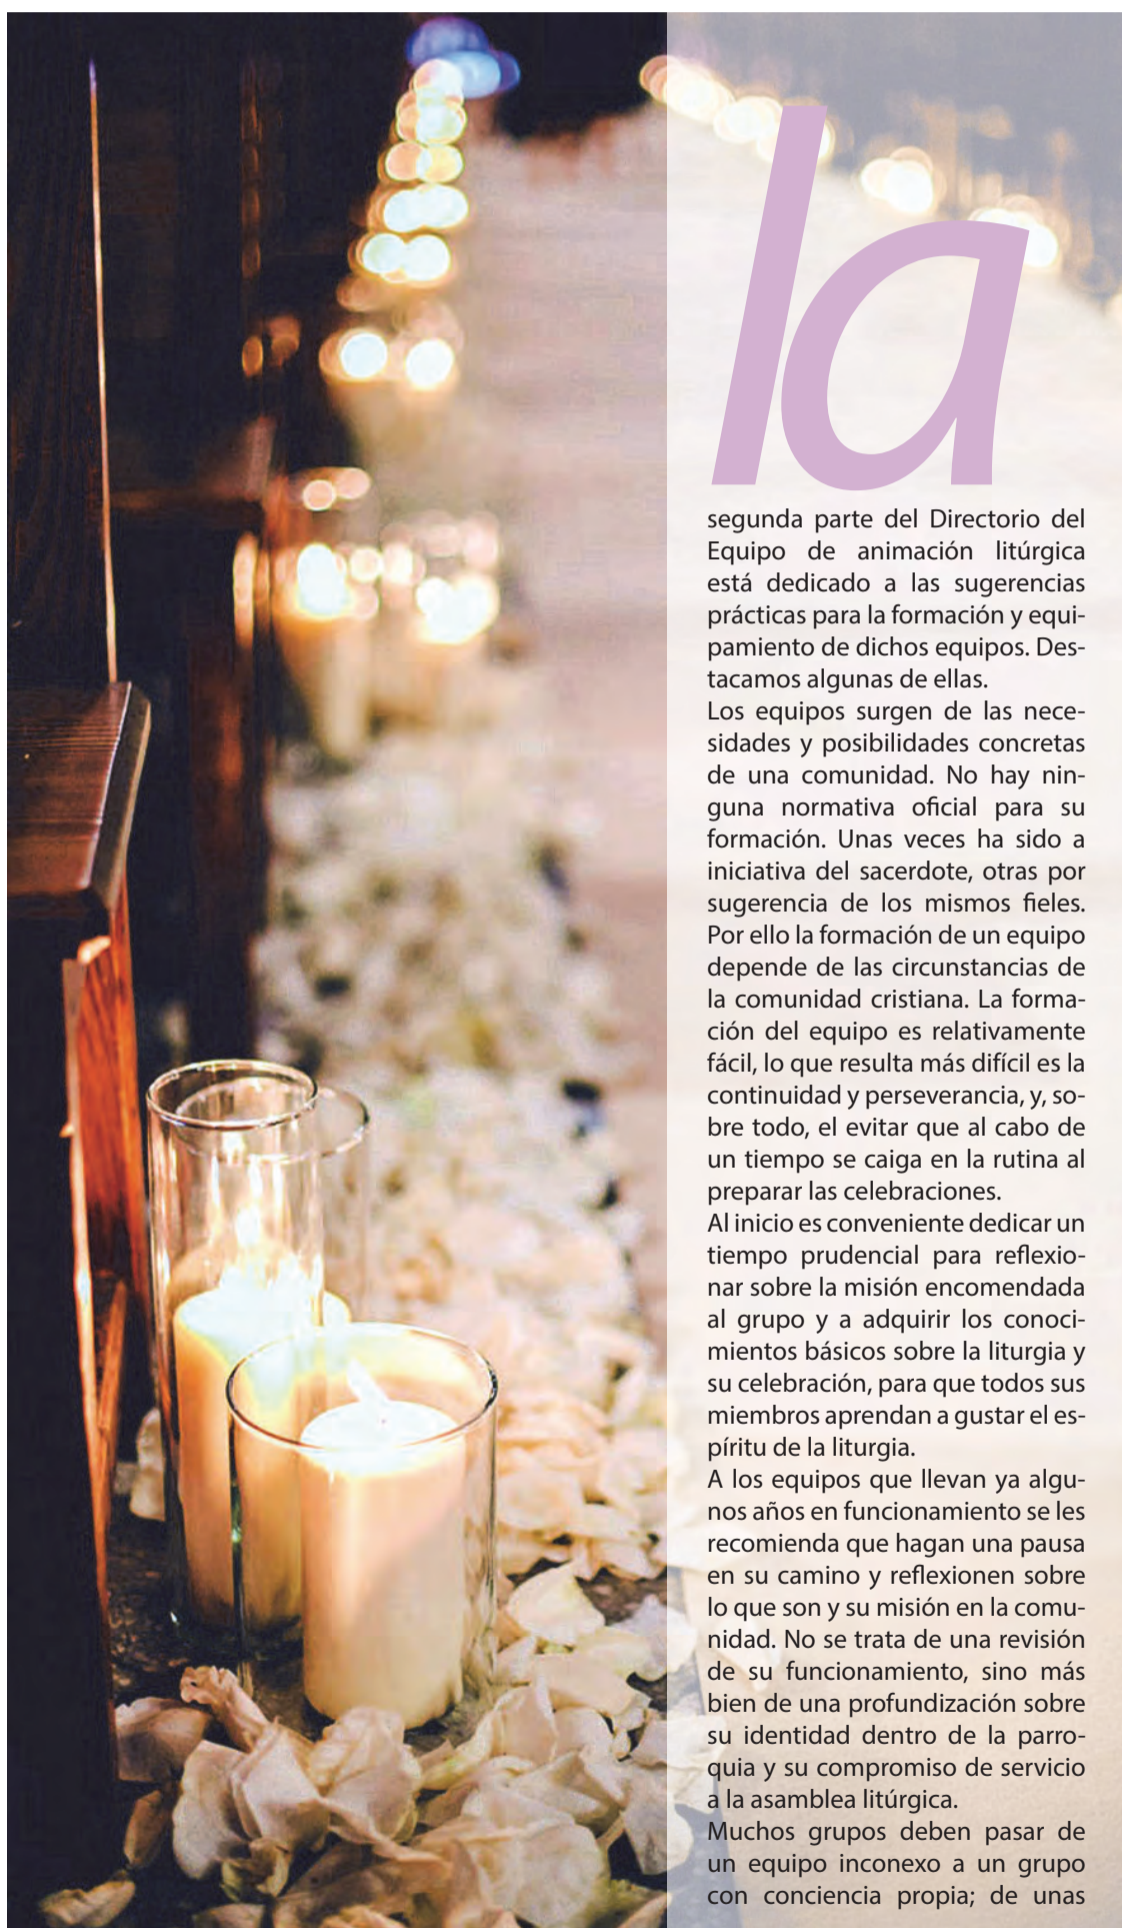 la
segunda parte del Directorio del
Equipo de animación litúrgica
está dedicado a las sugerencias
prácticas para la formación y equi-
pamiento de dichos equipos. Des-
tacamos algunas de ellas.
Los equipos surgen de las nece-
sidades y posibilidades concretas
de una comunidad. No hay nin-
guna normativa oficial para su
formación. Unas veces ha sido a
iniciativa del sacerdote, otras por
sugerencia de los mismos fieles.
Por ello la formación de un equipo
depende de las circunstancias de
la comunidad cristiana. La forma-
ción del equipo es relativamente
fácil, lo que resulta más difícil es la
continuidad y perseverancia, y, so-
bre todo, el evitar que al cabo de
un tiempo se caiga en la rutina al
preparar las celebraciones.
Al inicio es conveniente dedicar un
tiempo prudencial para reflexio-
nar sobre la misión encomendada
al grupo y a adquirir los conoci-
mientos básicos sobre la liturgia y
su celebración, para que todos sus
miembros aprendan a gustar el es-
píritu de la liturgia.
A los equipos que llevan ya algu-
nos años en funcionamiento se les
recomienda que hagan una pausa
en su camino y reflexionen sobre
lo que son y su misión en la comu-
nidad. No se trata de una revisión
de su funcionamiento, sino más
bien de una profundización sobre
su identidad dentro de la parro-
quia y su compromiso de servicio
a la asamblea litúrgica.
Muchos grupos deben pasar de
un equipo inconexo a un grupo
con conciencia propia; de unas